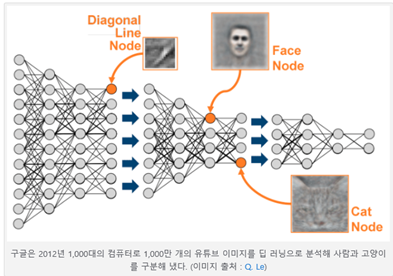 Diagonal
Line
Node
Face
Node
Cat
Node
구글은 2012년 1,000대의 컴퓨터로 1,000만 개의 유튜브 이미지를 딥 러닝으로 분석해 사람과 고양이
를 구분해 냈다. (이미지 출처 : Q. Le)